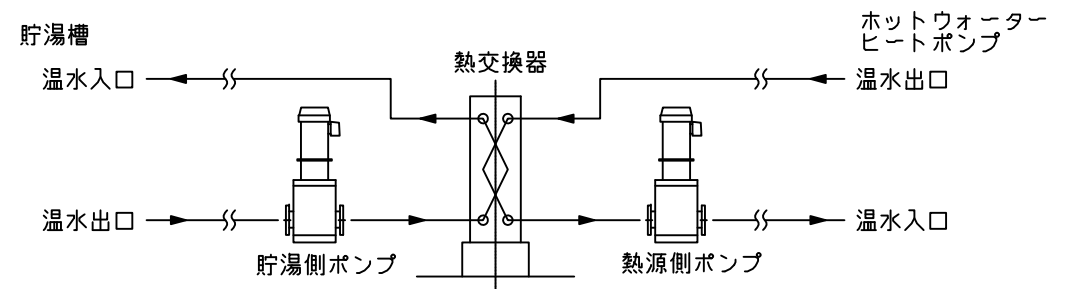 貯湯槽
ホットウォーター
ヒートポンプ
熱交換器
温水入口
温水出口
温水出口
温水入口
貯湯側ポンプ
熱源側ポンプ